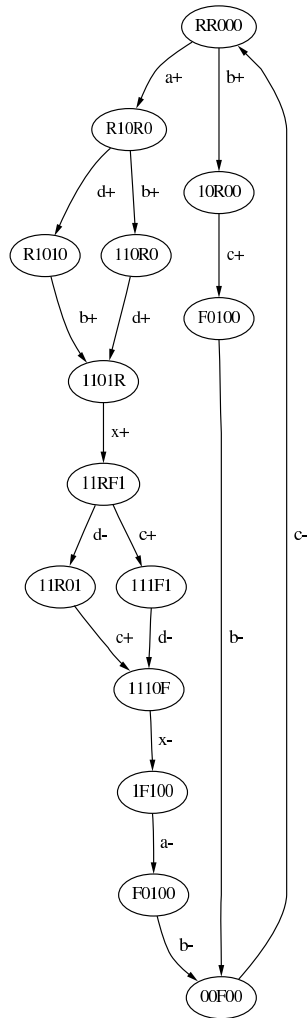 RR000
a+
b+
R10R0
d+
b+
10R00
R1010
110R0
c+
F0100
b+
d+
1101R
x+
11RF1
d-
c+
11R01
111F1
c-
b-
c+
d-
1110F
x-
1F100
a-
F0100
b-
00F00